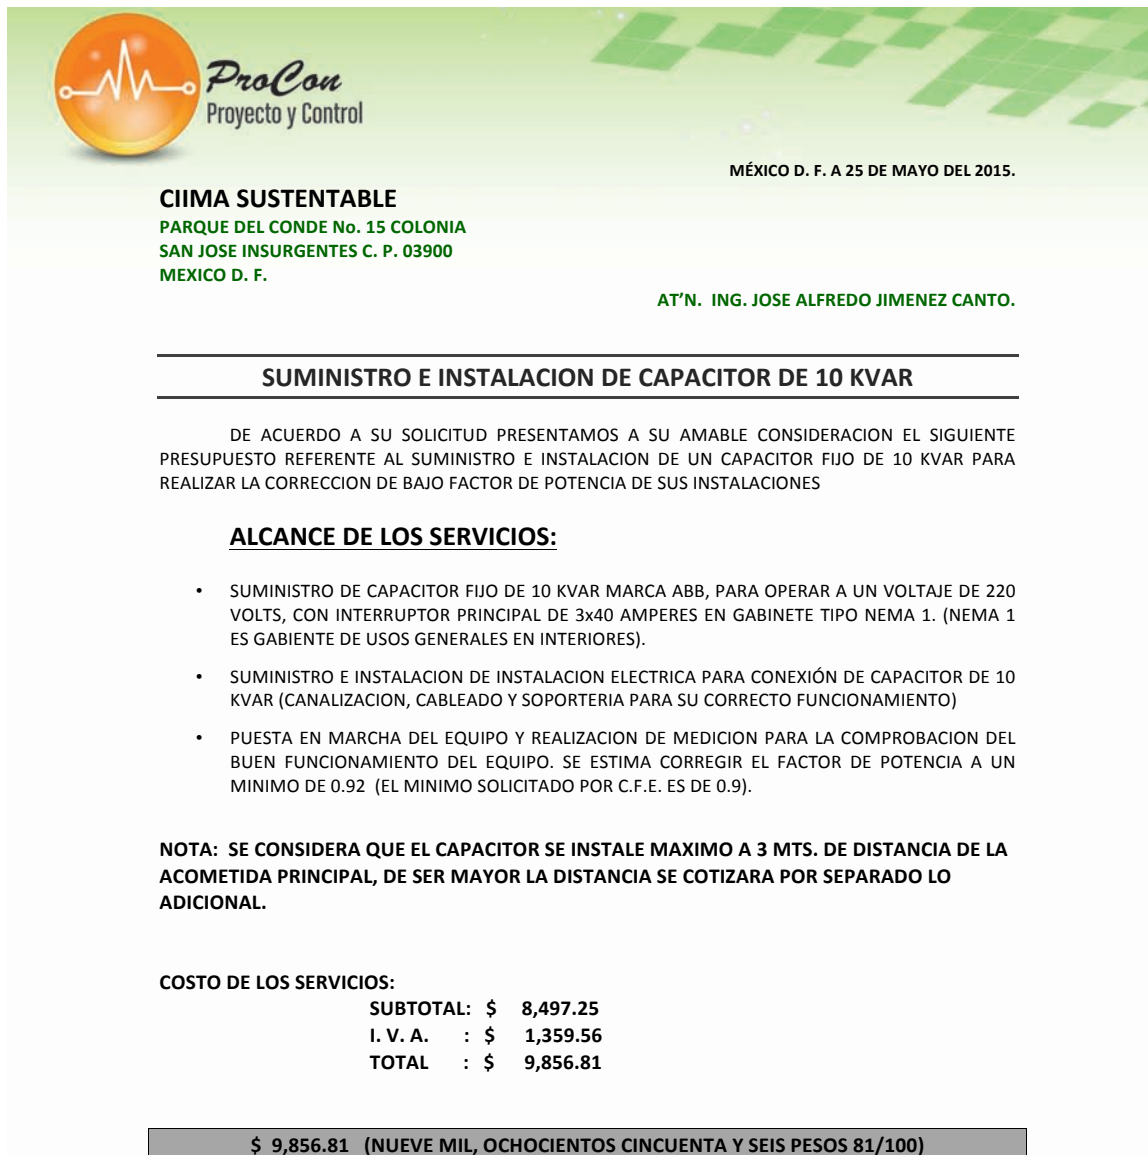 ProCon
Proyecto y Control
MÉXICO D. F. A 25 DE MAYO DEL 2015.
CIIMA SUSTENTABLE
PARQUE DEL CONDE No. 15 COLONIA
SAN JOSE INSURGENTES C. P. 03900
MEXICO D. F.
AT'N. ING. JOSE ALFREDO JIMENEZ CANTO.
SUMINISTRO E INSTALACION DE CAPACITOR DE 10 KVAR
DE ACUERDO A SU SOLICITUD PRESENTAMOS A SU AMABLE CONSIDERACION EL SIGUIENTE
PRESUPUESTO REFERENTE AL SUMINISTRO E INSTALACION DE UN CAPACITOR FIJO DE 10 KVAR PARA
REALIZAR LA CORRECCION DE BAJO FACTOR DE POTENCIA DE SUS INSTALACIONES
ALCANCE DE LOS SERVICIOS:
• SUMINISTRO DE CAPACITOR FIJO DE 10 KVAR MARCA ABB, PARA OPERAR A UN VOLTAJE DE 220
VOLTS, CON INTERRUPTOR PRINCIPAL DE 3x40 AMPERES EN GABINETE TIPO NEMA 1. (NEMA 1
ES GABIENTE DE USOS GENERALES EN INTERIORES).
• SUMINISTRO E INSTALACION DE INSTALACION ELECTRICA PARA CONEXIÓN DE CAPACITOR DE 10
KVAR (CANALIZACION, CABLEADO Y SOPORTERIA PARA SU CORRECTO FUNCIONAMIENTO)
• PUESTA EN MARCHA DEL EQUIPO Y REALIZACION DE MEDICION PARA LA COMPROBACION DEL
BUEN FUNCIONAMIENTO DEL EQUIPO. SE ESTIMA CORREGIR EL FACTOR DE POTENCIA A UN
MINIMO DE 0.92 (EL MINIMO SOLICITADO POR C.F.E. ES DE 0.9).
NOTA: SE CONSIDERA QUE EL CAPACITOR SE INSTALE MAXIMO A 3 MTS. DE DISTANCIA DE LA
ACOMETIDA PRINCIPAL, DE SER MAYOR LA DISTANCIA SE COTIZARA POR SEPARADO LO
ADICIONAL.
COSTO DE LOS SERVICIOS:
SUBTOTAL: $ 8,497.25
I. V. A. : $ 1,359.56
TOTAL : $ 9,856.81
$ 9,856.81 (NUEVE MIL, OCHOCIENTOS CINCUENTA Y SEIS PESOS 81/100)